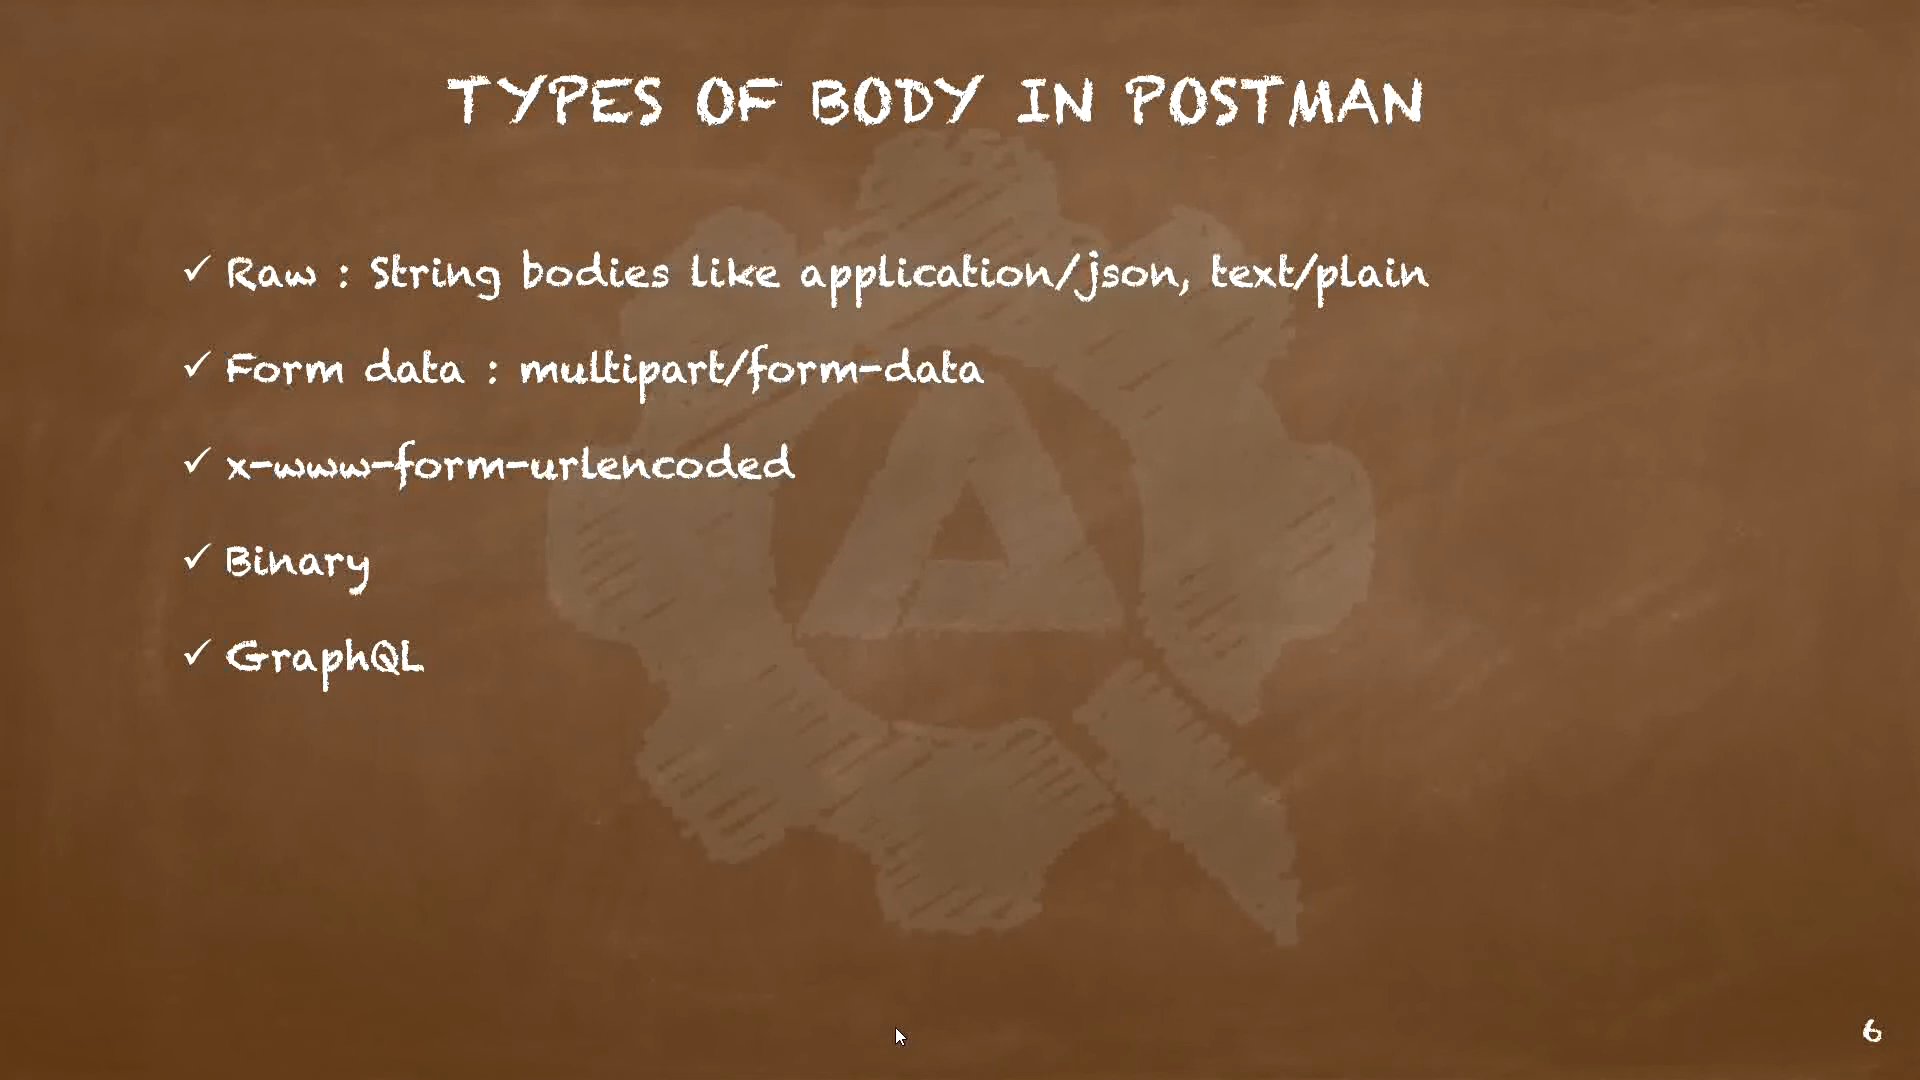 TYPES OF BODY IN POSTMAN
✓ Raw : String bodies like application/json, text/plain
✓ Form data : multipart/form-data
✓ x-www-form-urlencoded
✓ Binary
✓ GraphQL
6